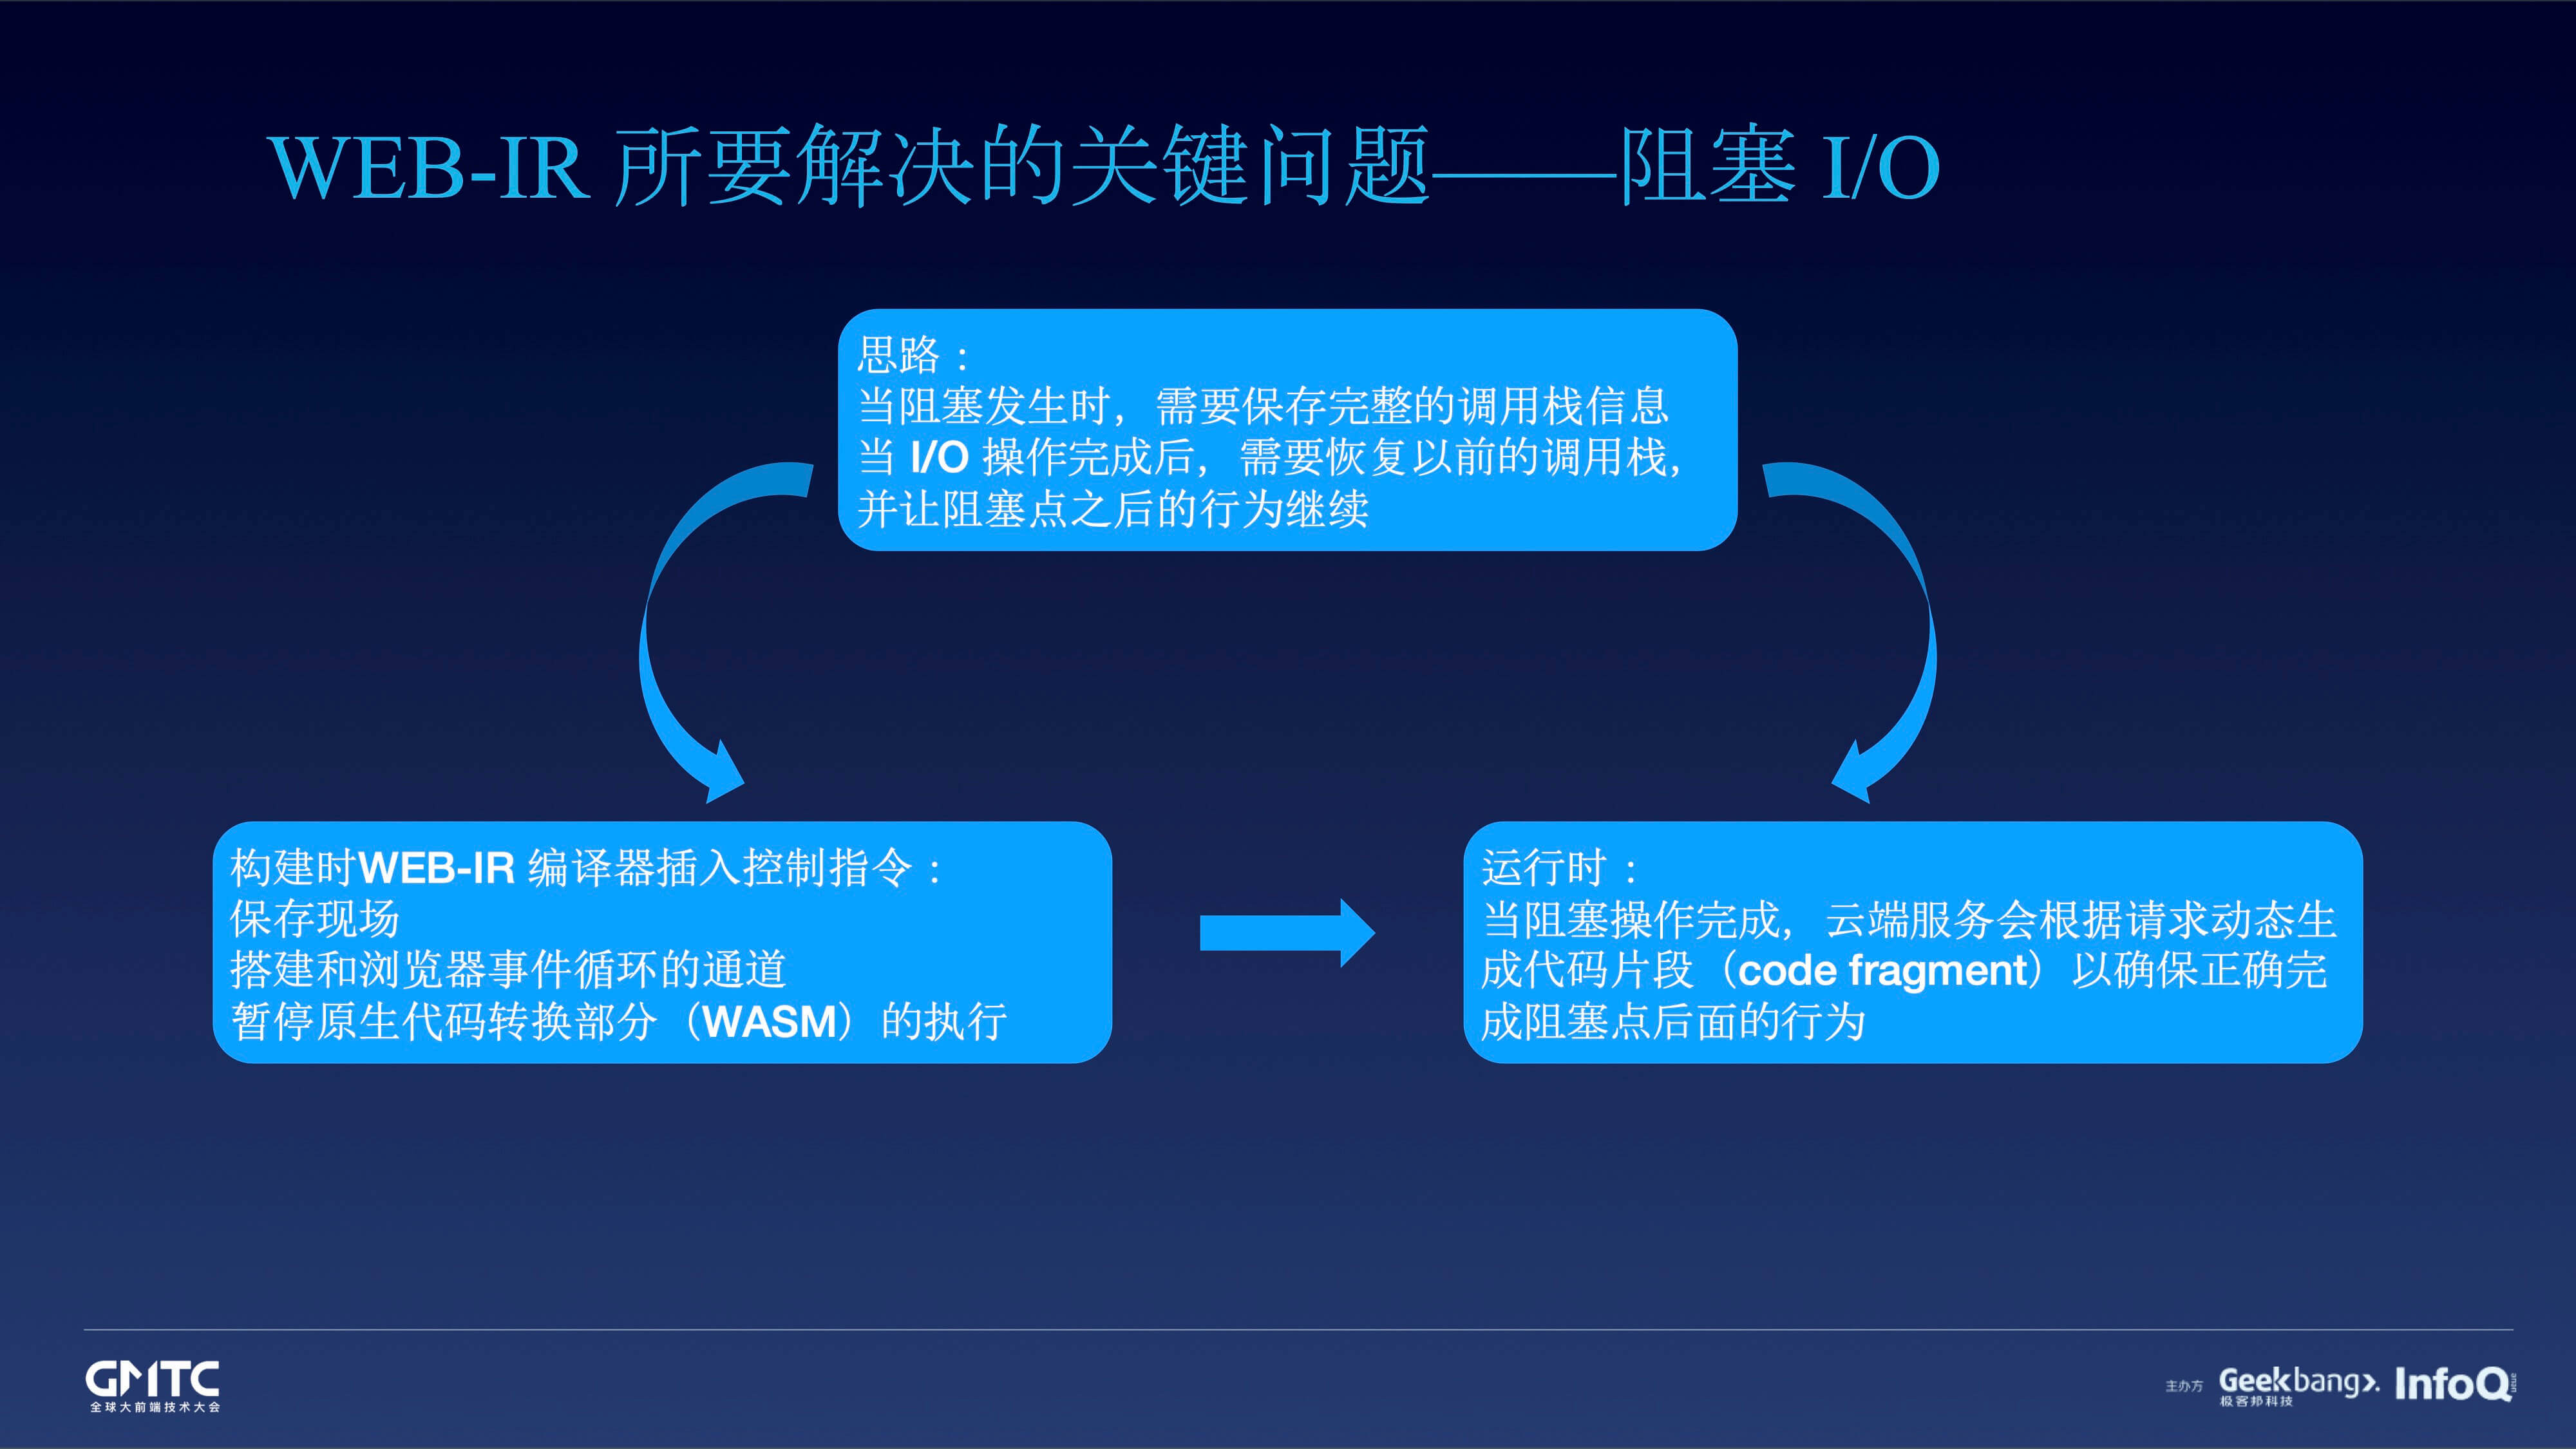 WEB-IR 所要解决的关键问题——阻塞 I/O
思路：
当阻塞发生时，需要保存完整的调用栈信息
当 I/O 操作完成后，需要恢复以前的调用栈，
并让阻塞点之后的行为继续
构建时WEB-IR 编译器插入控制指令：
保存现场
搭建和浏览器事件循环的通道
暂停原生代码转换部分（WASM）的执行
运行时：
当阻塞操作完成，云端服务会根据请求动态生
成代码片段（code fragment）以确保正确完
成阻塞点后面的行为
GMTC
全球大前端技术大会
主办方
Geekbang>.
极客邦科技
InfoQ